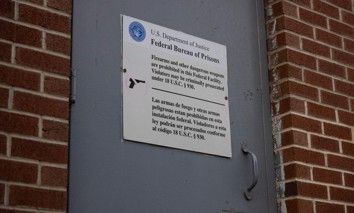 U.S. Department of Justice
Federal Bureau of Prisons
Firearms and other dangerous weapons
are prohibited in this Federal Facility.
Violators may be criminally prosecuted
under 18 U.S.C. § 930.
Las armas de fuego y otras armas
peligrosas estan prohibidas en esta
instalación federal. Violadores a esta
ley podrán ser procesados conforme
al código 18 U.S.C. § 930.